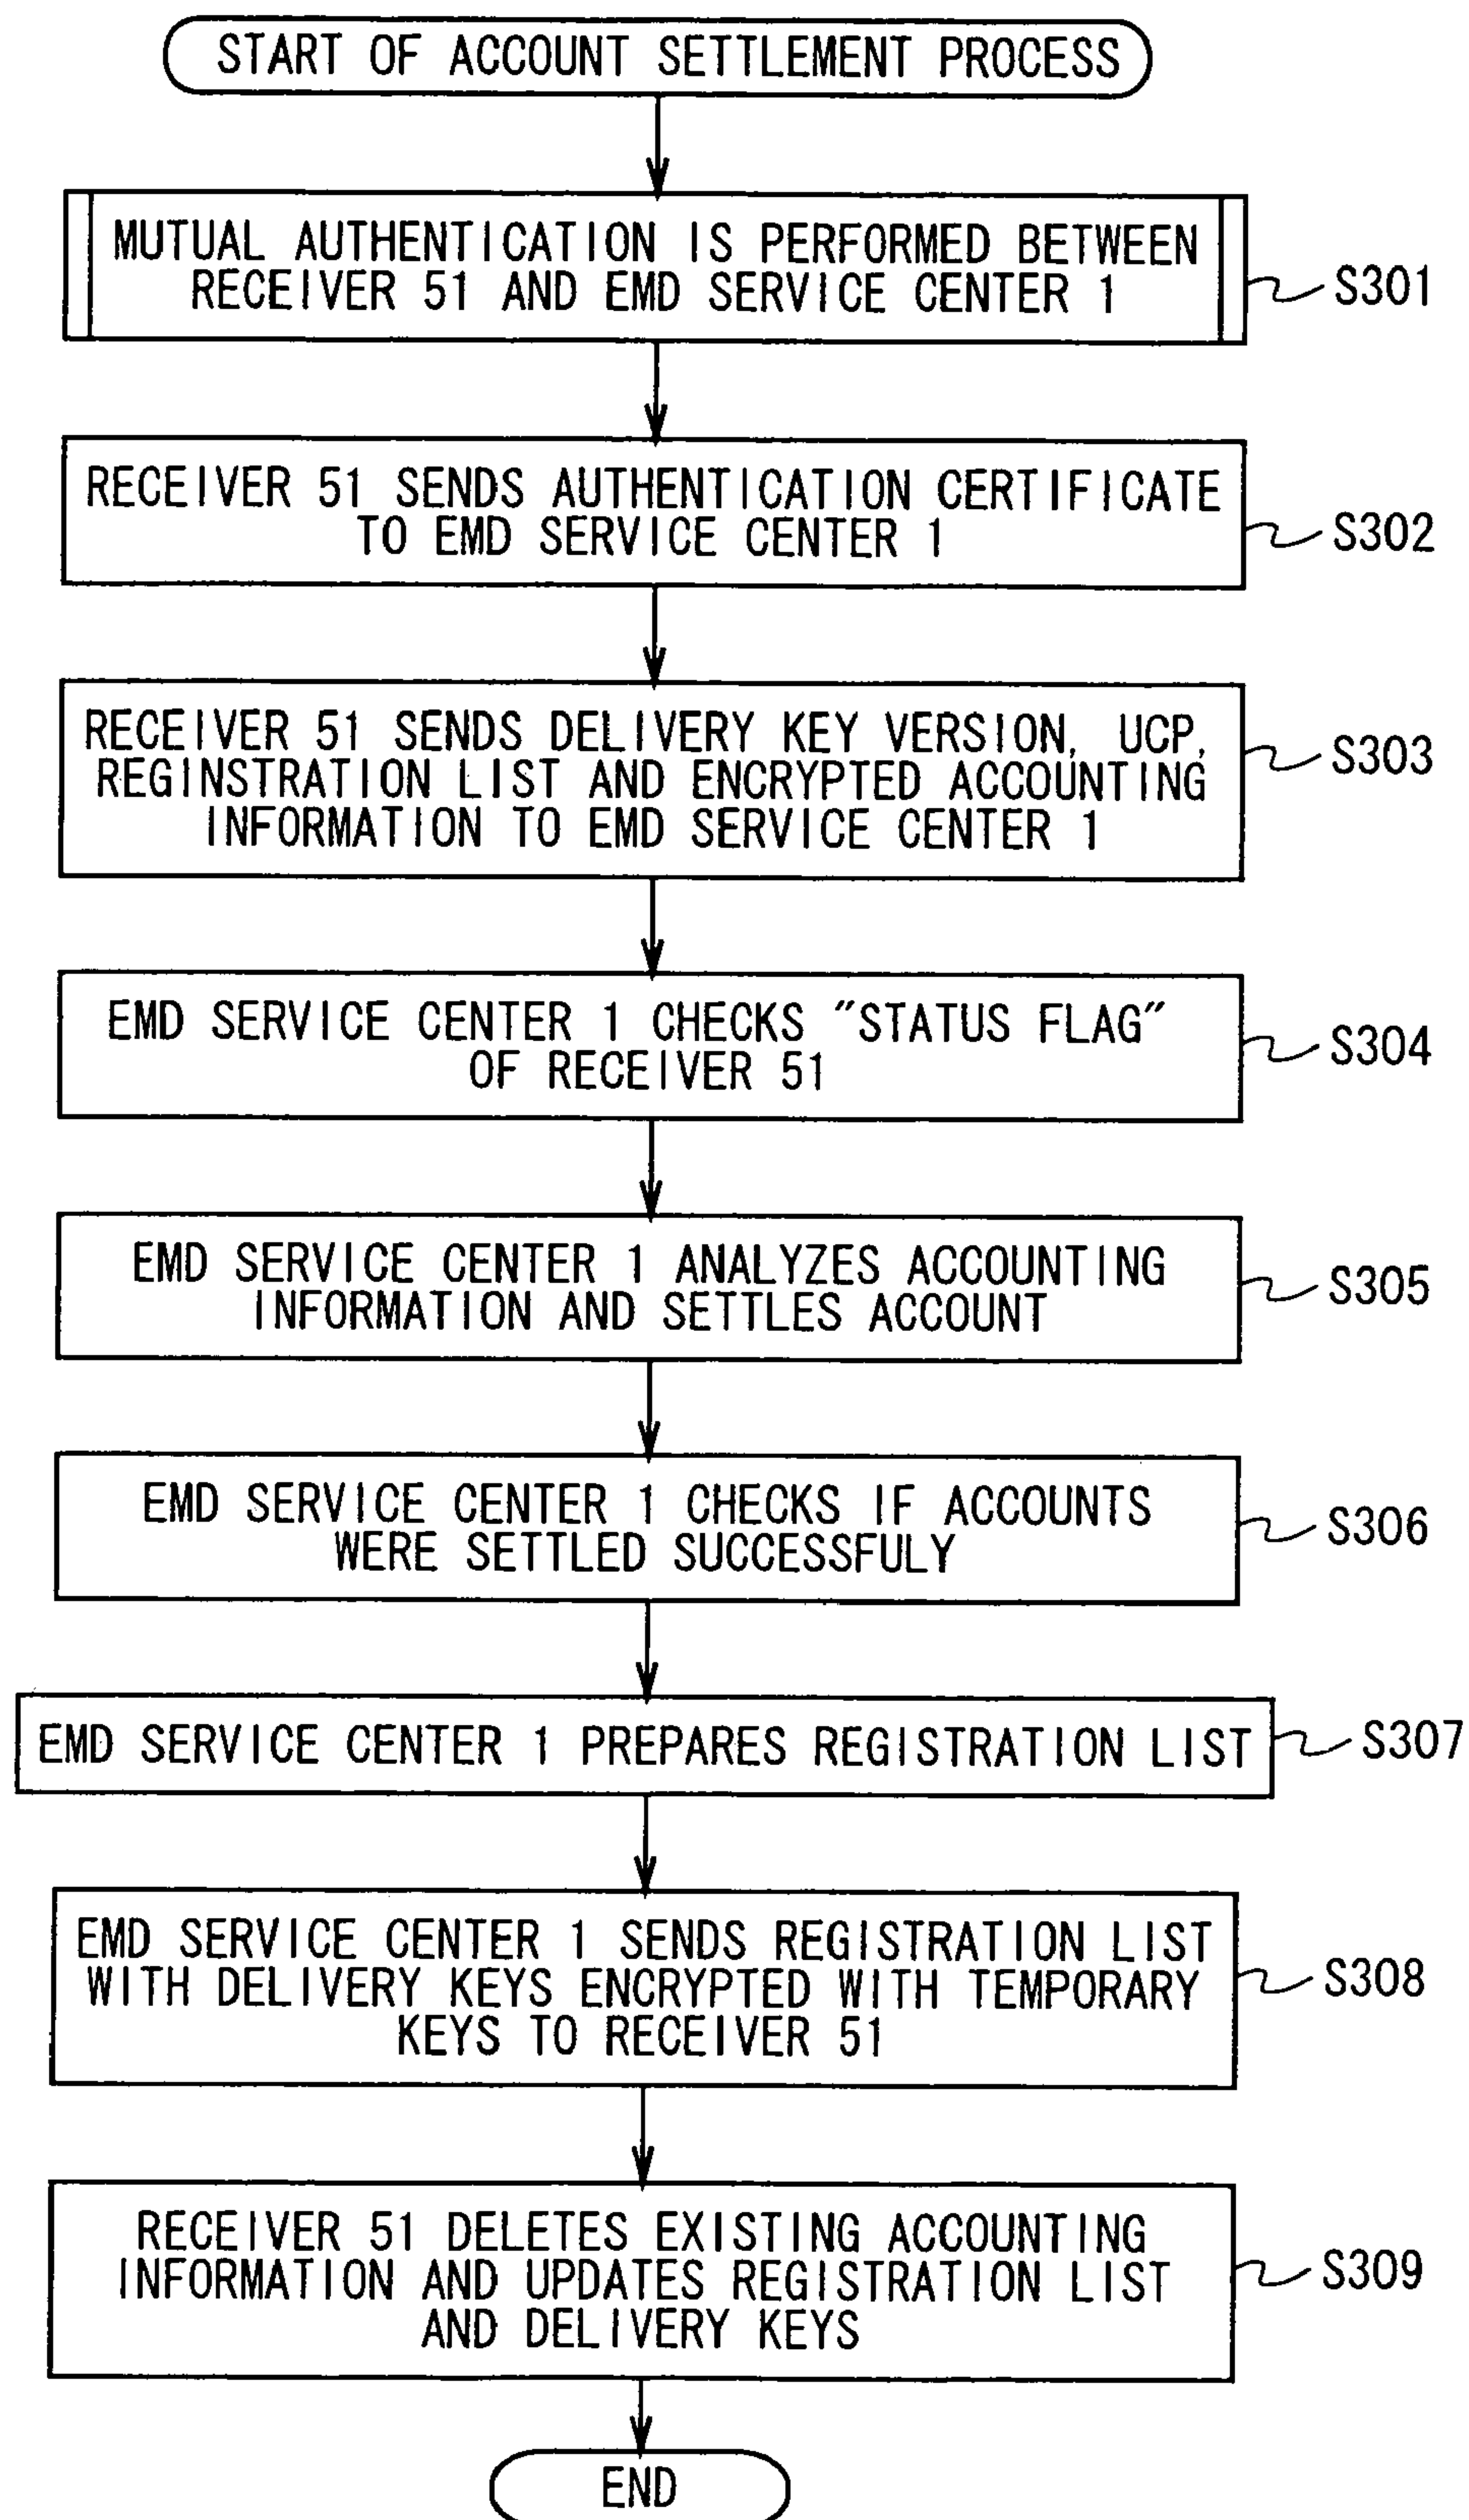 START OF ACCOUNT SETTLEMENT PROCESS
MUTUAL AUTHENTICATION IS PERFORMED BETWEEN
RECEIVER 51 AND EMD SERVICE CENTER 1
S301
RECEIVER 51 SENDS AUTHENTICATION CERTIFICATE
TO EMD SERVICE CENTER 1
S302
RECEIVER 51 SENDS DELIVERY KEY VERSION, UCP,
REGINSTRATION LIST AND ENCRYPTED ACCOUNTING
INFORMATION TO EMD SERVICE CENTER 1
S303
EMD SERVICE CENTER 1 CHECKS "STATUS FLAG"
OF RECEIVER 51
S304
EMD SERVICE CENTER 1 ANALYZES ACCOUNTING
INFORMATION AND SETTLES ACCOUNT
S305
EMD SERVICE CENTER 1 CHECKS IF ACCOUNTS
WERE SETTLED SUCCESSFULY
S306
EMD SERVICE CENTER 1 PREPARES REGISTRATION LIST
S307
EMD SERVICE CENTER 1 SENDS REGISTRATION LIST
WITH DELIVERY KEYS ENCRYPTED WITH TEMPORARY
KEYS TO RECEIVER 51
S308
RECEIVER 51 DELETES EXISTING ACCOUNTING
INFORMATION AND UPDATES REGISTRATION LIST
AND DELIVERY KEYS
S309
END